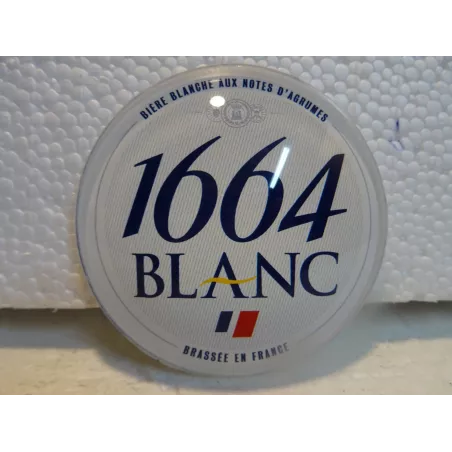 BIÈRE BLANCHE AUX NOTES D'AGRUMES
1664
BLANC
BRASSÉE EN FRANCE